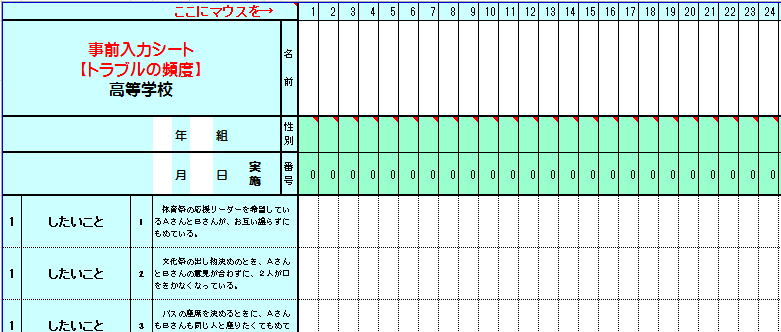 ここにマウスを→ 1 2 3 4 5 6 7 8 9 10 11 12 13 14 15 16 17 18 19 20 21 22 23 24
事前入力シート
【トラブルの頻度】
高等学校
名前
年 組
性別
月 日 実施
番号 0 0 0 0 0 0 0 0 0 0 0 0 0 0 0 0 0 0 0 0 0 0 0 0
1 したいこと 1
体育祭の応援リーダーを希望してい
るAさんとBさんが、お互い譲らずに
もめている。
1 したいこと 2
文化祭の出し物決めのとき、Aさん
とBさんの意見が合わずに、2人が口
をきかなくなっている。
1 したいこと 3
バスの座席を決めるときに、Aさん
もBさんも同じ人と座りたくてもめて